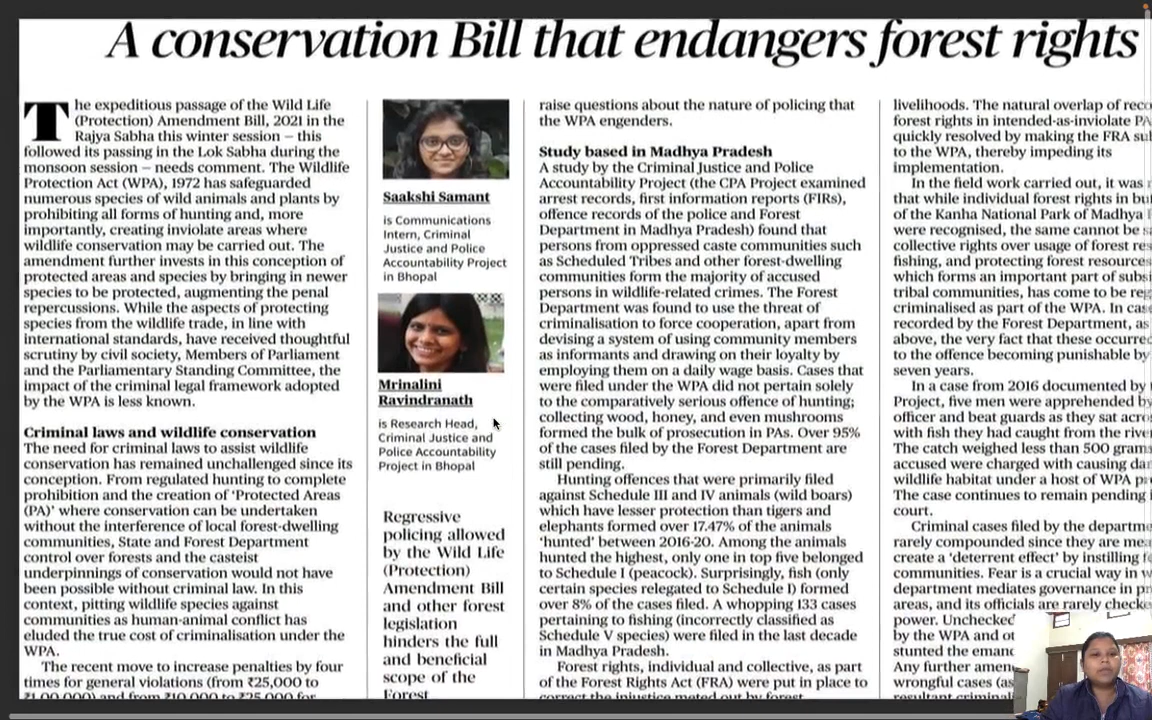 A conservation Bill that endangers forest rights
The expeditious passage of the Wild Life
(Protection) Amendment Bill, 2021 in the
Rajya Sabha this winter session – this
followed its passing in the Lok Sabha during the
monsoon session – needs comment. The Wildlife
Protection Act (WPA), 1972 has safeguarded
numerous species of wild animals and plants by
prohibiting all forms of hunting and, more
importantly, creating inviolate areas where
wildlife conservation may be carried out. The
amendment further invests in this conception of
protected areas and species by bringing in newer
species to be protected, augmenting the penal
repercussions. While the aspects of protecting
species from the wildlife trade, in line with
international standards, have received thoughtful
scrutiny by civil society, Members of Parliament
and the Parliamentary Standing Committee, the
impact of the criminal legal framework adopted
by the WPA is less known.
Criminal laws and wildlife conservation
The need for criminal laws to assist wildlife
conservation has remained unchallenged since its
conception. From regulated hunting to complete
prohibition and the creation of 'Protected Areas
(PA)' where conservation can be undertaken
without the interference of local forest-dwelling
communities, State and Forest Department
control over forests and the casteist
underpinnings of conservation would not have
been possible without criminal law. In this
context, pitting wildlife species against
communities as human-animal conflict has
eluded the true cost of criminalisation under the
WPA.
The recent move to increase penalties by four
times for general violations (from ₹25,000 to
₹1,00,000) and from ₹10,000 to ₹25,000 for
Saakshi Samant
is Communications
Intern, Criminal
Justice and Police
Accountability Project
in Bhopal
Mrinalini
Ravindranath
is Research Head,
Criminal Justice and
Police Accountability
Project in Bhopal
Regressive
policing allowed
by the Wild Life
(Protection)
Amendment Bill
and other forest
legislation
hinders the full
and beneficial
scope of the
Forest
raise questions about the nature of policing that
the WPA engenders.
Study based in Madhya Pradesh
A study by the Criminal Justice and Police
Accountability Project (the CPA Project examined
arrest records, first information reports (FIRs),
offence records of the police and Forest
Department in Madhya Pradesh) found that
persons from oppressed caste communities such
as Scheduled Tribes and other forest-dwelling
communities form the majority of accused
persons in wildlife-related crimes. The Forest
Department was found to use the threat of
criminalisation to force cooperation, apart from
devising a system of using community members
as informants and drawing on their loyalty by
employing them on a daily wage basis. Cases that
were filed under the WPA did not pertain solely
to the comparatively serious offence of hunting;
collecting wood, honey, and even mushrooms
formed the bulk of prosecution in PAs. Over 95%
of the cases filed by the Forest Department are
still pending.
Hunting offences that were primarily filed
against Schedule III and IV animals (wild boars)
which have lesser protection than tigers and
elephants formed over 17.47% of the animals
'hunted' between 2016-20. Among the animals
hunted the highest, only one in top five belonged
to Schedule I (peacock). Surprisingly, fish (only
certain species relegated to Schedule I) formed
over 8% of the cases filed. A whopping 133 cases
pertaining to fishing (incorrectly classified as
Schedule V species) were filed in the last decade
in Madhya Pradesh.
Forest rights, individual and collective, as part
of the Forest Rights Act (FRA) were put in place to
correct the injustice meted out by forest
livelihoods. The natural overlap of
forest rights in intended-as-inviolate
quickly resolved by making the FRA
to the WPA, thereby impeding its
implementation.
In the field work carried out, it was
that while individual forest rights in
of the Kanha National Park of Madhya
were recognised, the same cannot be
collective rights over usage of forest
fishing, and protecting forest resources
which forms an important part of
tribal communities, has come to be
criminalised as part of the WPA. In
recorded by the Forest Department, as
above, the very fact that these
to the offence becoming punishable by
seven years.
In a case from 2016 documented by
Project, five men were apprehended by
officer and beat guards as they sat
with fish they had caught from the
The catch weighed less than 500
accused were charged with causing
wildlife habitat under a host of WPA
The case continues to remain pending
court.
Criminal cases filed by the
rarely compounded since they are
create a 'deterrent effect' by instilling
communities. Fear is a crucial way in
department mediates governance in
areas, and its officials are rarely
power. Unchecked
by the WPA and
stunted the
Any further
wrongful cases (as
resultant